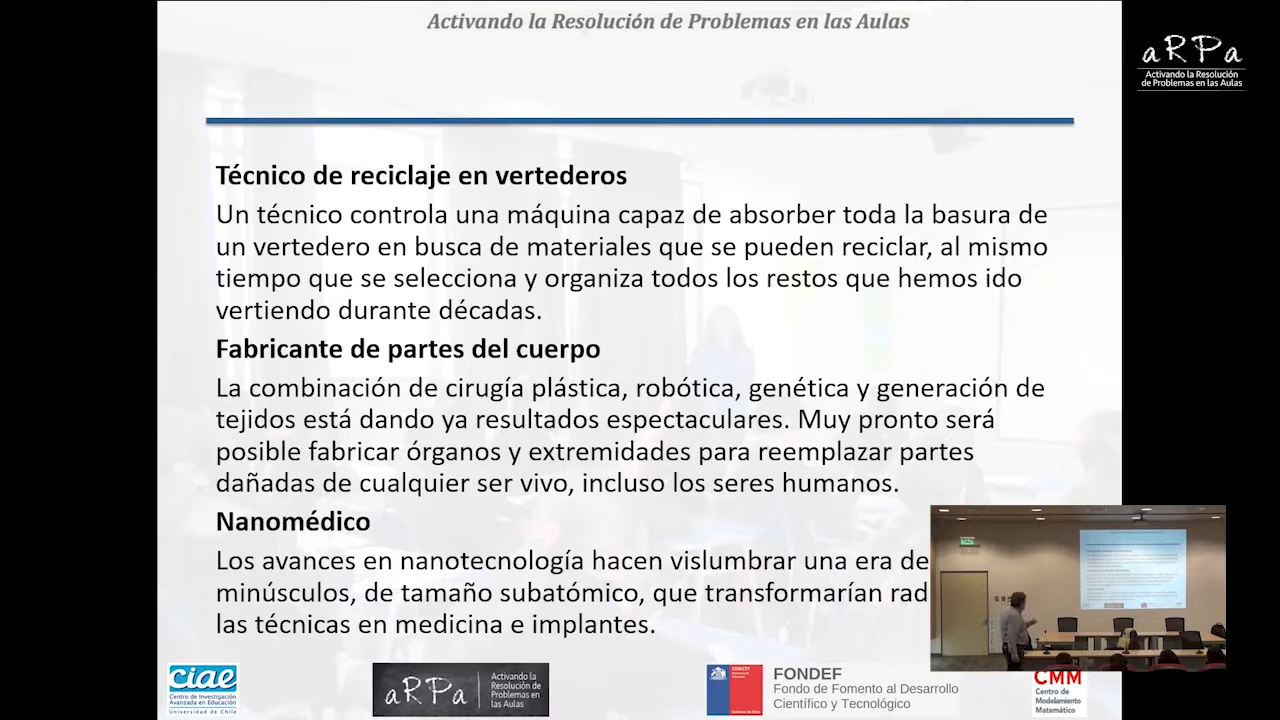 Activando la Resolución de Problemas en las Aulas
aRPa
Activando la Resolución
de Problemas en las Aulas
Técnico de reciclaje en vertederos
Un técnico controla una máquina capaz de absorber toda la basura de
un vertedero en busca de materiales que se pueden reciclar, al mismo
tiempo que se selecciona y organiza todos los restos que hemos ido
vertiendo durante décadas.
Fabricante de partes del cuerpo
La combinación de cirugía plástica, robótica, genética y generación de
tejidos está dando ya resultados espectaculares. Muy pronto será
posible fabricar órganos y extremidades para reemplazar partes
dañadas de cualquier ser vivo, incluso los seres humanos.
Nanomédico
Los avances en nanotecnología hacen vislumbrar una era de
minúsculos, de tamaño subatómico, que transformarían rad
las técnicas en medicina e implantes.
ciae
Centro de Investigación
Avanzada en Educación
Universidad de Chile
aRPa
Activando la
Resolución de
Problemas en
las Aulas
CONICYT
FONDEF
Fondo de Fomento al Desarrollo
Científico y Tecnológico
CMM
Centro de
Modelamiento
Matemático